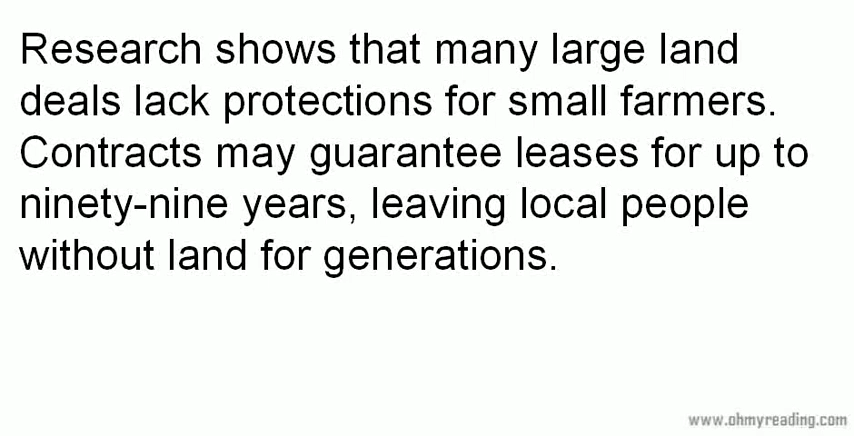 Research shows that many large land
deals lack protections for small farmers.
Contracts may guarantee leases for up to
ninety-nine years, leaving local people
without land for generations.
www.ohmyreading.com